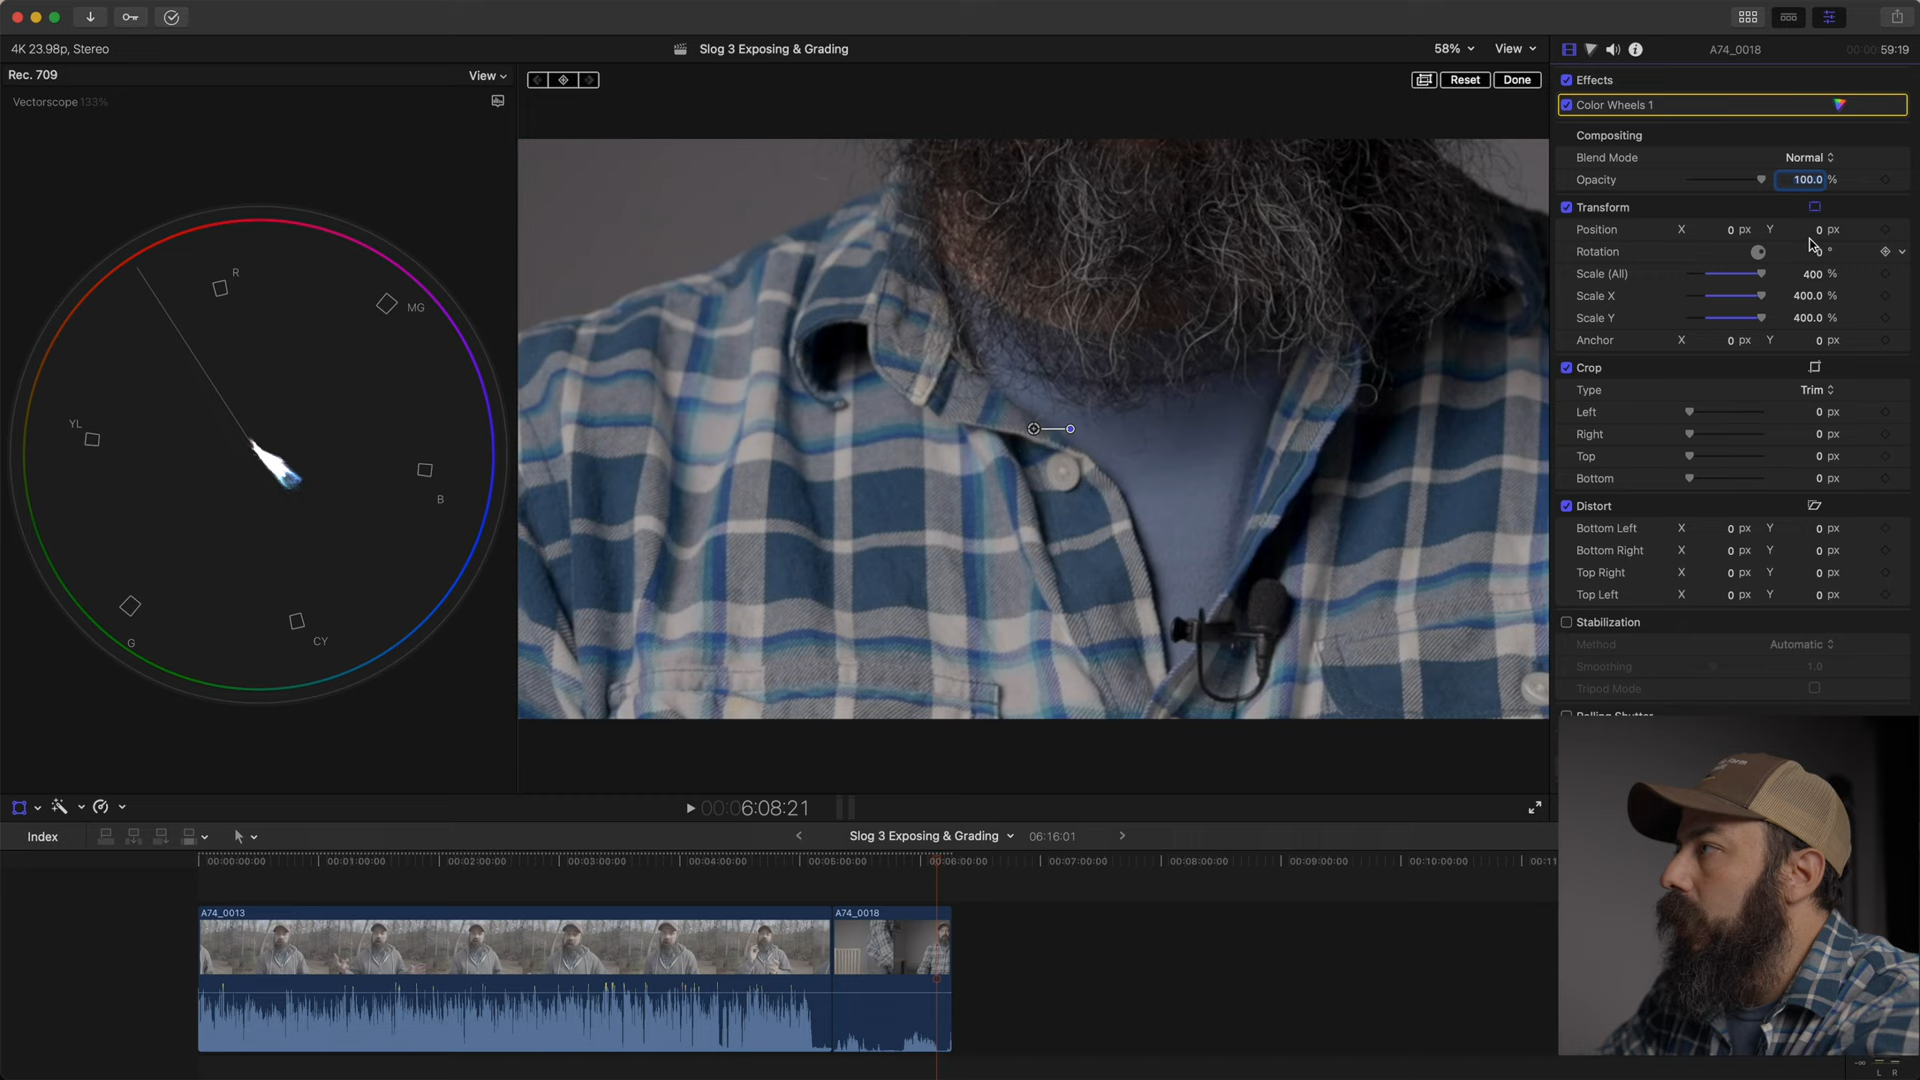 4K 23.98p, Stereo
Slog 3 Exposing & Grading
58%
View
A74_0018
00:00:59:19
Rec. 709
View
Reset
Done
Effects
Vectorscope 133%
Color Wheels 1
Compositing
Blend Mode
Normal
Opacity
100.0 %
Transform
Position X 0 px Y 0 px
Rotation
°
Scale (All) 400 %
Scale X 400.0 %
Scale Y 400.0 %
Anchor X 0 px Y 0 px
Crop
Type Trim
Left 0 px
Right 0 px
Top 0 px
Bottom 0 px
Distort
Bottom Left X 0 px Y 0 px
Bottom Right X 0 px Y 0 px
Top Right X 0 px Y 0 px
Top Left X 0 px Y 0 px
Stabilization
Method Automatic
Smoothing 1.0
Tripod Mode
Rolling Shutter
R
MG
YL
B
G
CY
00:06:08:21
Index
Slog 3 Exposing & Grading
06:16:01
00:00:00:00
00:01:00:00
00:02:00:00
00:03:00:00
00:04:00:00
00:05:00:00
00:06:00:00
00:07:00:00
00:08:00:00
00:09:00:00
00:10:00:00
00:11
A74_0013
A74_0018
-∞
L R